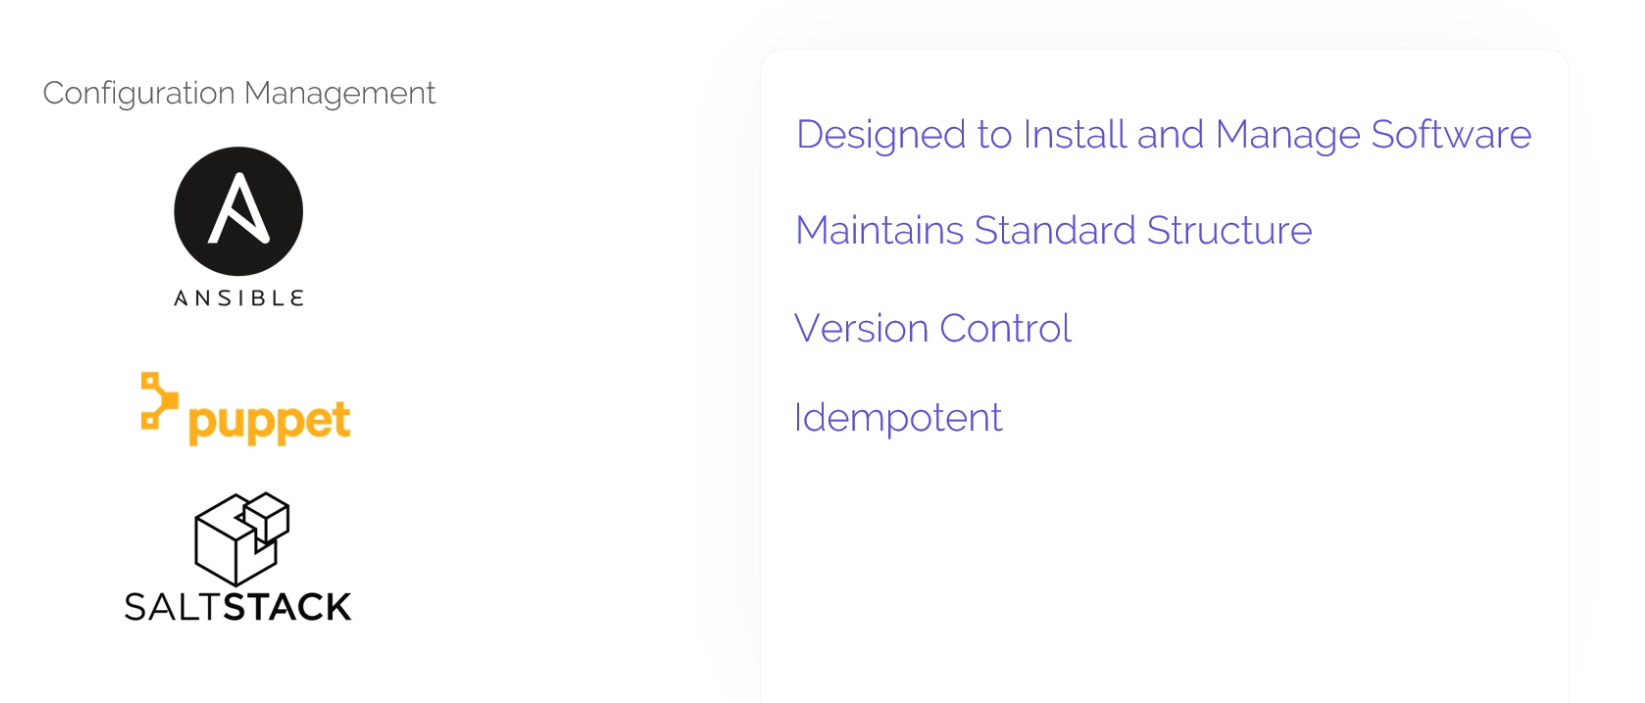 Configuration Management
ANSIBLE
puppet
SALTSTACK
Designed to Install and Manage Software
Maintains Standard Structure
Version Control
Idempotent